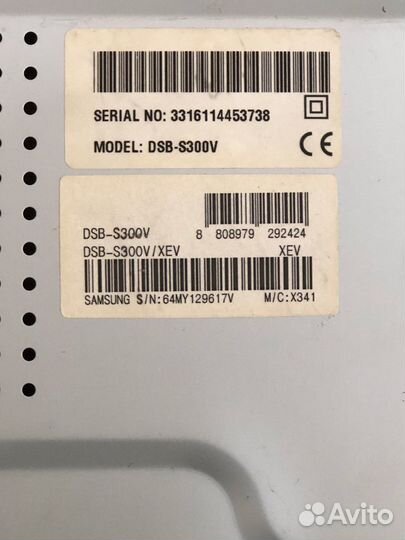 SERIAL NO: 3316114453738
MODEL: DSB-S300V
CE
DSB-S300V 8 808979 292424
DSB-S300V/XEV XEV
SAMSUNG S/N:64MY129617V M/C:X341
Avito